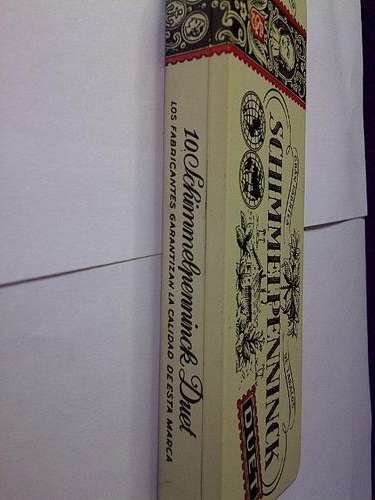 SCHIMMELPENNINCK
DUET
10 Schimmelpenninck Duet
LOS FABRICANTES GARANTIZAN LA CALIDAD DE ESTA MARCA